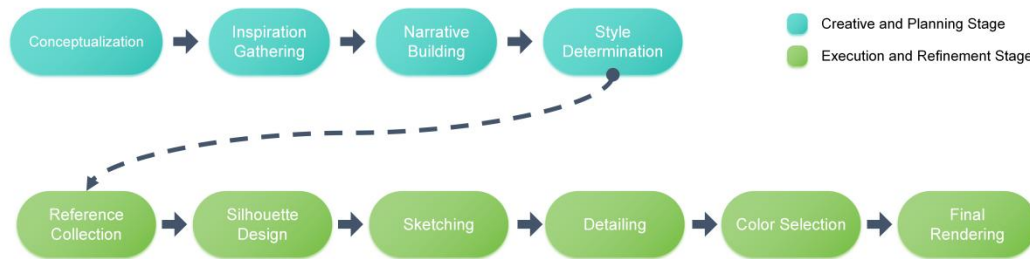 Conceptualization
Inspiration
Gathering
Narrative
Building
Style
Determination
Creative and Planning Stage
Execution and Refinement Stage
Reference
Collection
Silhouette
Design
Sketching
Detailing
Color Selection
Final
Rendering